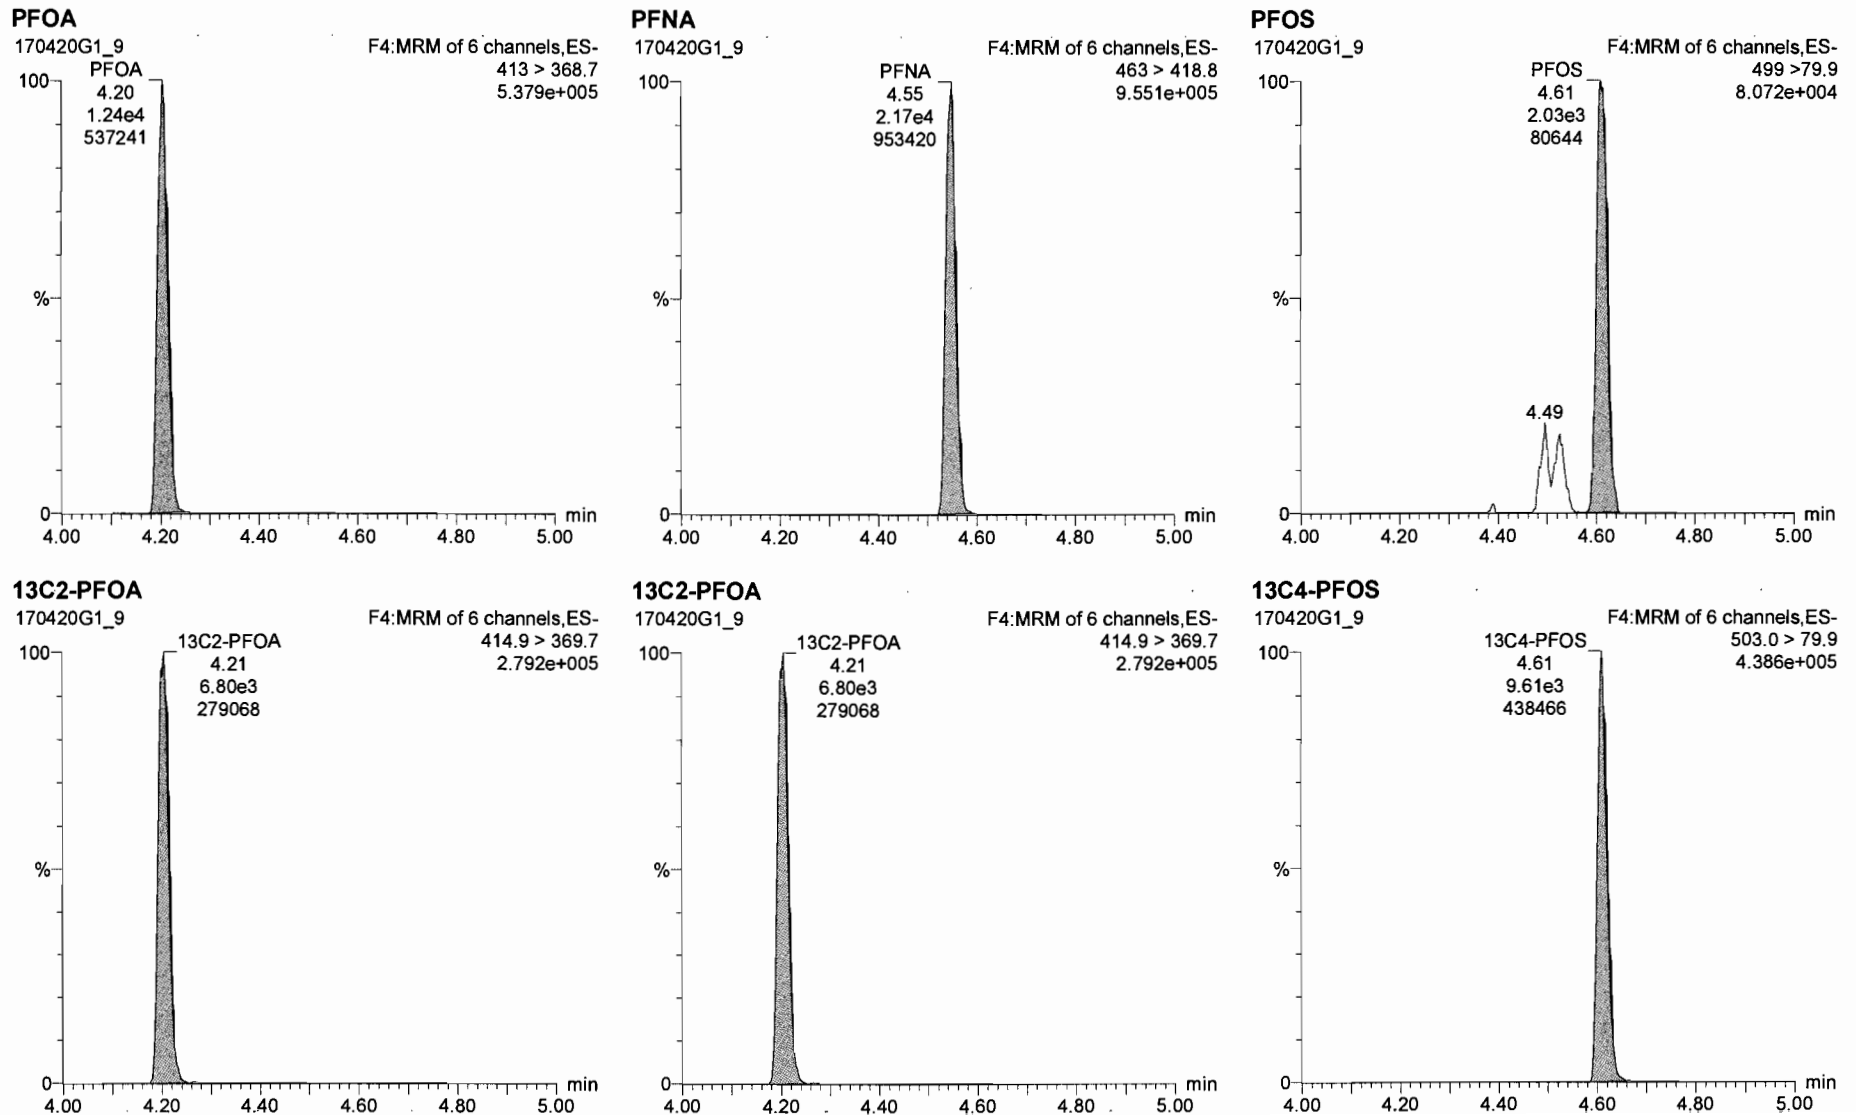 PFOA
170420G1_9
F4:MRM of 6 channels,ES-
413 > 368.7
5.379e+005
PFOA
4.20
1.24e4
537241
100
%
0
min
4.00 4.20 4.40 4.60 4.80 5.00
PFNA
170420G1_9
F4:MRM of 6 channels,ES-
463 > 418.8
9.551e+005
PFNA
4.55
2.17e4
953420
100
%
0
min
4.00 4.20 4.40 4.60 4.80 5.00
PFOS
170420G1_9
F4:MRM of 6 channels,ES-
499 >79.9
8.072e+004
PFOS
4.61
2.03e3
80644
100
%
4.49
0
min
4.00 4.20 4.40 4.60 4.80 5.00
13C2-PFOA
170420G1_9
F4:MRM of 6 channels,ES-
414.9 > 369.7
2.792e+005
13C2-PFOA
4.21
6.80e3
279068
100
%
0
min
4.00 4.20 4.40 4.60 4.80 5.00
13C2-PFOA
170420G1_9
F4:MRM of 6 channels,ES-
414.9 > 369.7
2.792e+005
13C2-PFOA
4.21
6.80e3
279068
100
%
0
min
4.00 4.20 4.40 4.60 4.80 5.00
13C4-PFOS
170420G1_9
F4:MRM of 6 channels,ES-
503.0 > 79.9
4.386e+005
13C4-PFOS
4.61
9.61e3
438466
100
%
0
min
4.00 4.20 4.40 4.60 4.80 5.00